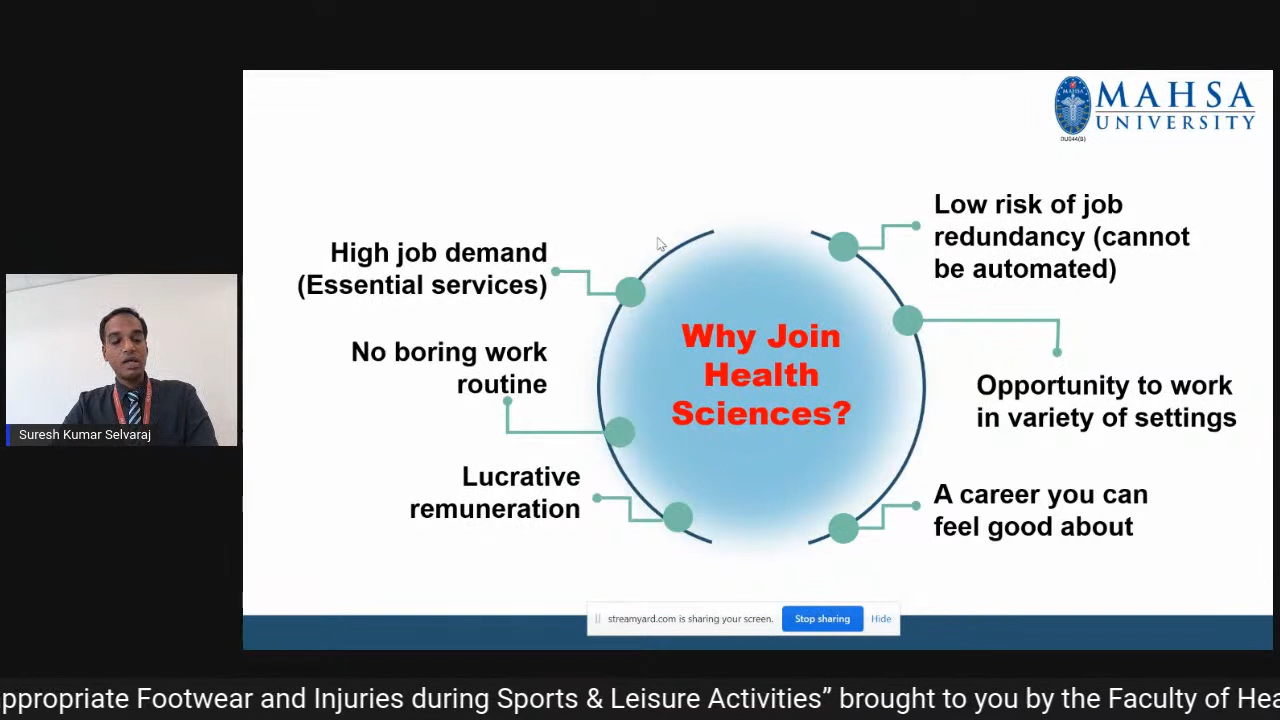 MAHSA
UNIVERSITY
DU044(B)
Low risk of job
redundancy (cannot
be automated)
High job demand
(Essential services)
Why Join
Health
Sciences?
No boring work
routine
Opportunity to work
in variety of settings
Suresh Kumar Selvaraj
Lucrative
remuneration
A career you can
feel good about
streamyard.com is sharing your screen.
Stop sharing
Hide
ppropriate Footwear and Injuries during Sports & Leisure Activities” brought to you by the Faculty of Hea